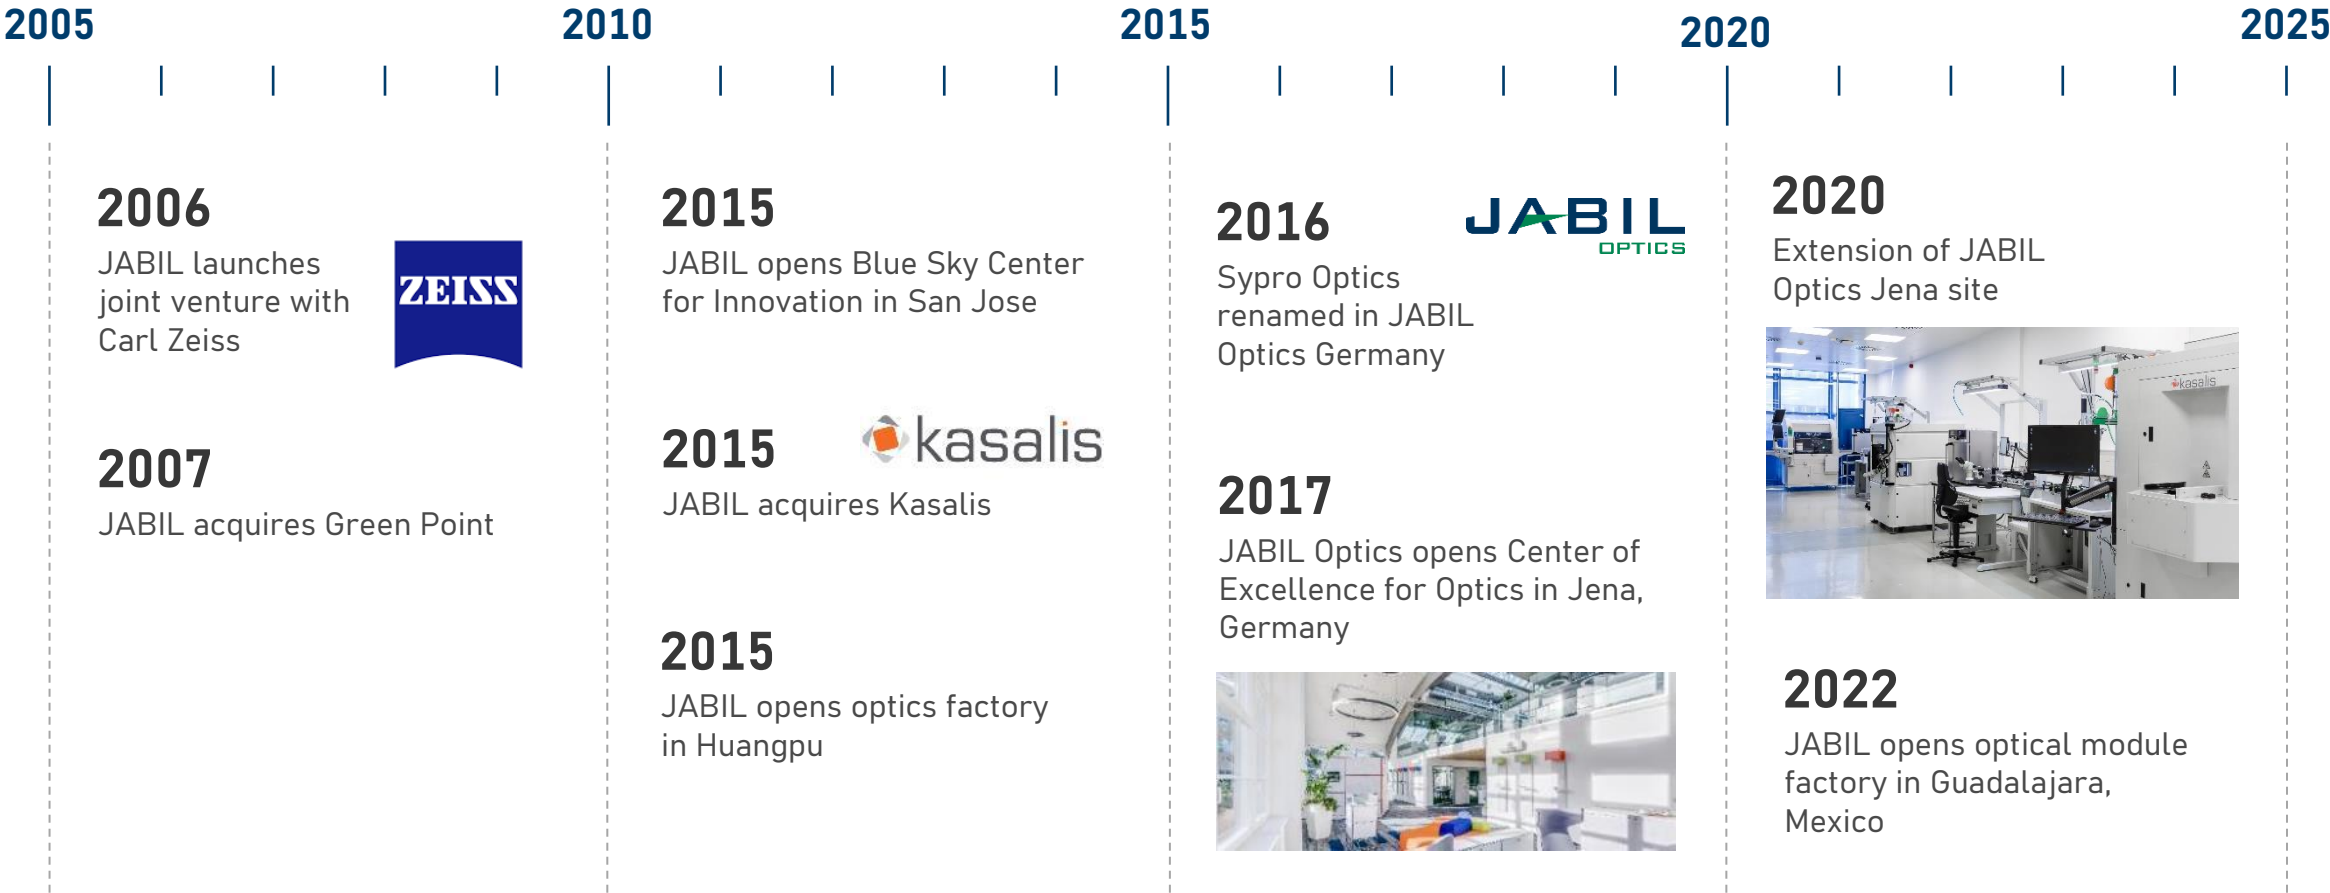 2005
2010
2015
2020
2025
2006
JABIL launches
joint venture with
Carl Zeiss
ZEISS
2007
JABIL acquires Green Point
2015
JABIL opens Blue Sky Center
for Innovation in San Jose
2015
kasalis
JABIL acquires Kasalis
2015
JABIL opens optics factory
in Huangpu
2016
JABIL
OPTICS
Sypro Optics
renamed in JABIL
Optics Germany
2017
JABIL Optics opens Center of
Excellence for Optics in Jena,
Germany
2020
Extension of JABIL
Optics Jena site
kasalis
2022
JABIL opens optical module
factory in Guadalajara,
Mexico